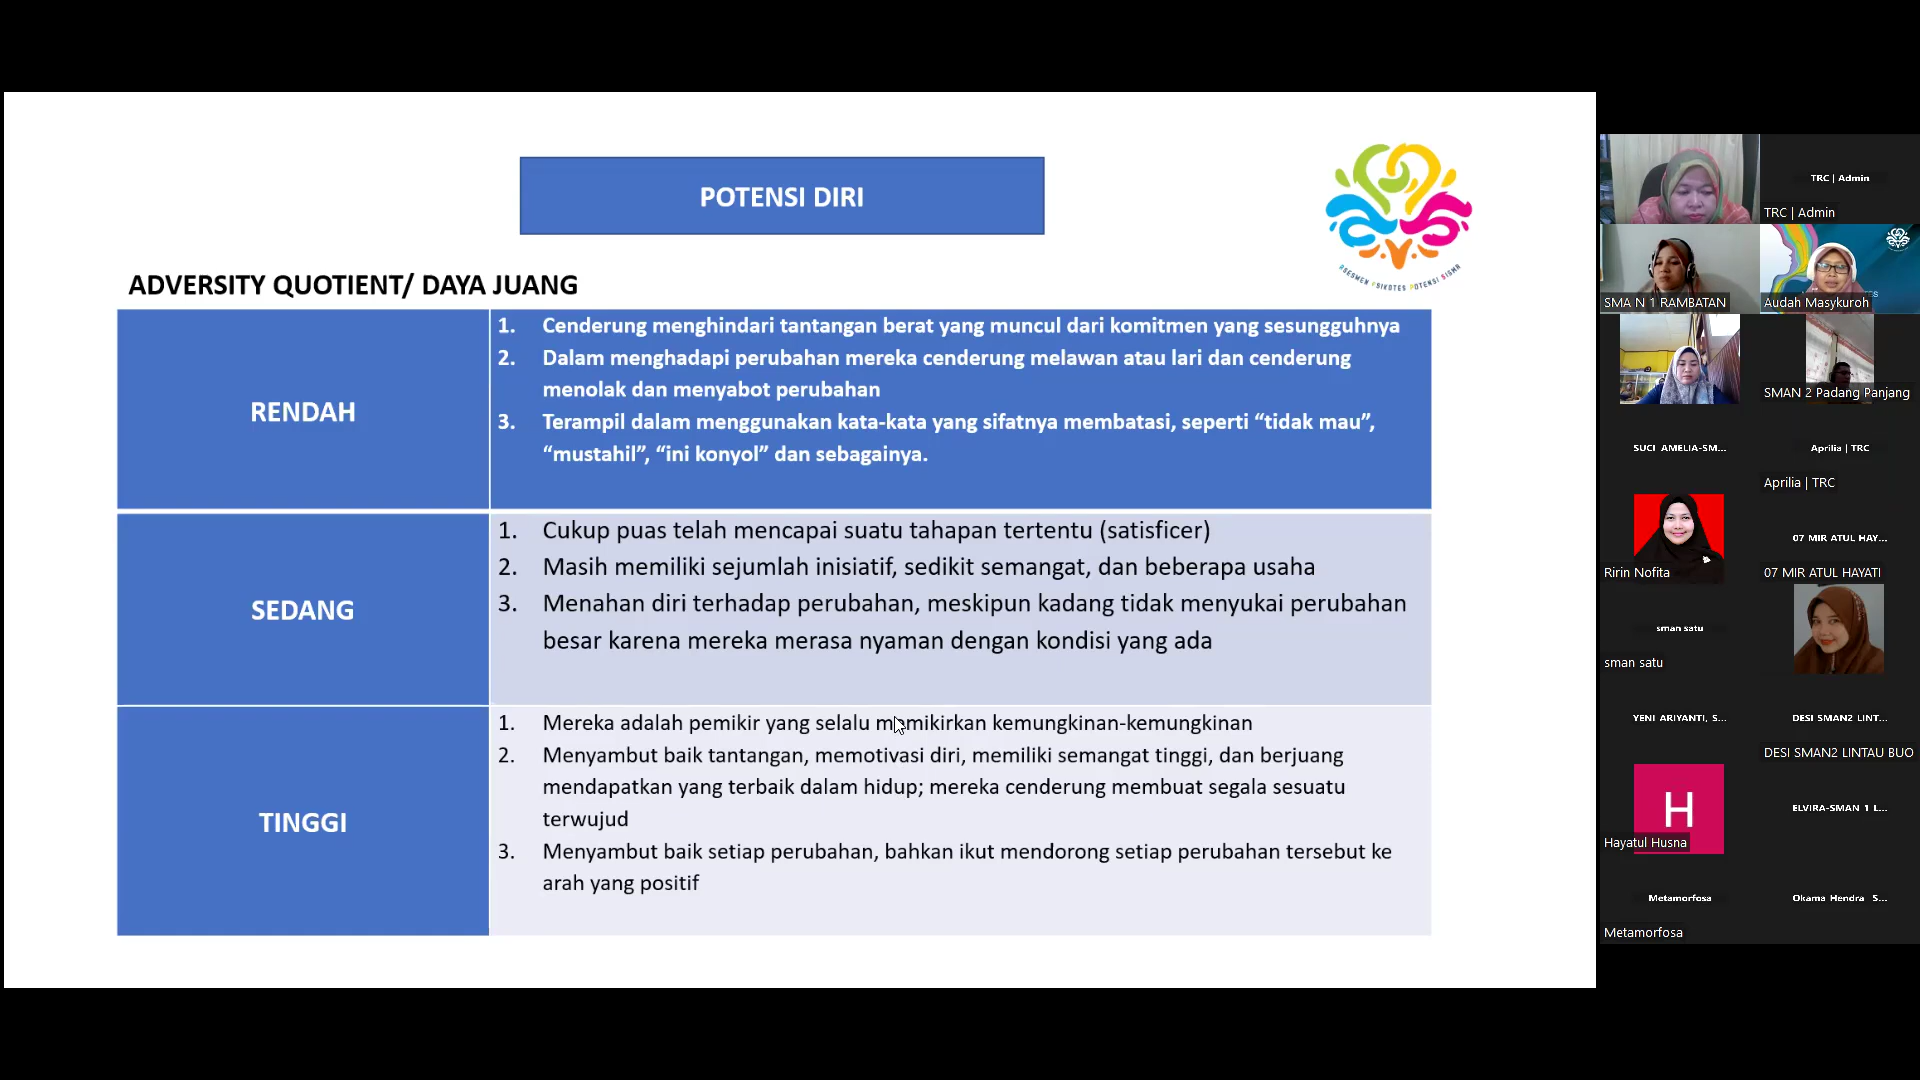 POTENSI DIRI
ASESMEN PSIKOTES POTENSI SISWA
ADVERSITY QUOTIENT/ DAYA JUANG
RENDAH
1. Cenderung menghindari tantangan berat yang muncul dari komitmen yang sesungguhnya
2. Dalam menghadapi perubahan mereka cenderung melawan atau lari dan cenderung
menolak dan menyabot perubahan
3. Terampil dalam menggunakan kata-kata yang sifatnya membatasi, seperti “tidak mau”,
“mustahil”, “ini konyol” dan sebagainya.
SEDANG
1. Cukup puas telah mencapai suatu tahapan tertentu (satisficer)
2. Masih memiliki sejumlah inisiatif, sedikit semangat, dan beberapa usaha
3. Menahan diri terhadap perubahan, meskipun kadang tidak menyukai perubahan
besar karena mereka merasa nyaman dengan kondisi yang ada
TINGGI
1. Mereka adalah pemikir yang selalu memikirkan kemungkinan-kemungkinan
2. Menyambut baik tantangan, memotivasi diri, memiliki semangat tinggi, dan berjuang
mendapatkan yang terbaik dalam hidup; mereka cenderung membuat segala sesuatu
terwujud
3. Menyambut baik setiap perubahan, bahkan ikut mendorong setiap perubahan tersebut ke
arah yang positif
TRC | Admin
TRC | Admin
SMA N 1 RAMBATAN
Audah Masykuroh
SMAN 2 Padang Panjang
SUCI AMELIA-SM...
Aprilia | TRC
Aprilia | TRC
Ririn Nofita
07 MIR ATUL HAY...
07 MIR ATUL HAYATI
sman satu
sman satu
YENI ARIYANTI, S...
DESI SMAN2 LINT...
DESI SMAN2 LINTAU BUO
H
Hayatul Husna
ELVIRA-SMAN 1 L...
Metamorfosa
Metamorfosa
Okama Hendra S...